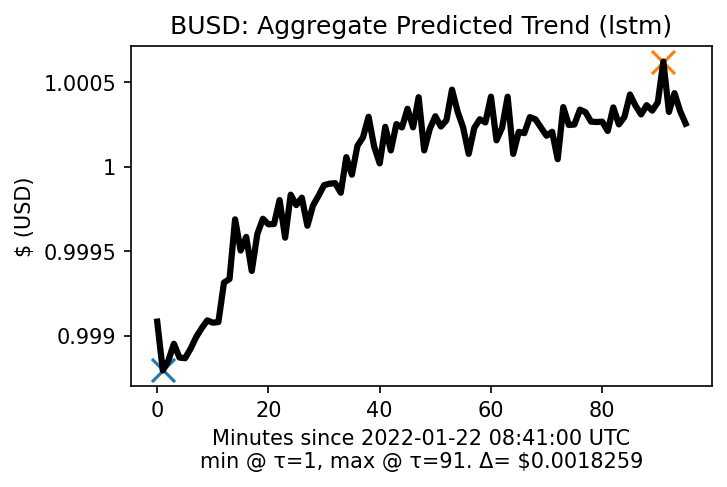 BUSD: Aggregate Predicted Trend (lstm)
$ (USD)
1.0005
1
0.9995
0.999
0 20 40 60 80
Minutes since 2022-01-22 08:41:00 UTC
min @ τ=1, max @ τ=91. Δ= $0.0018259